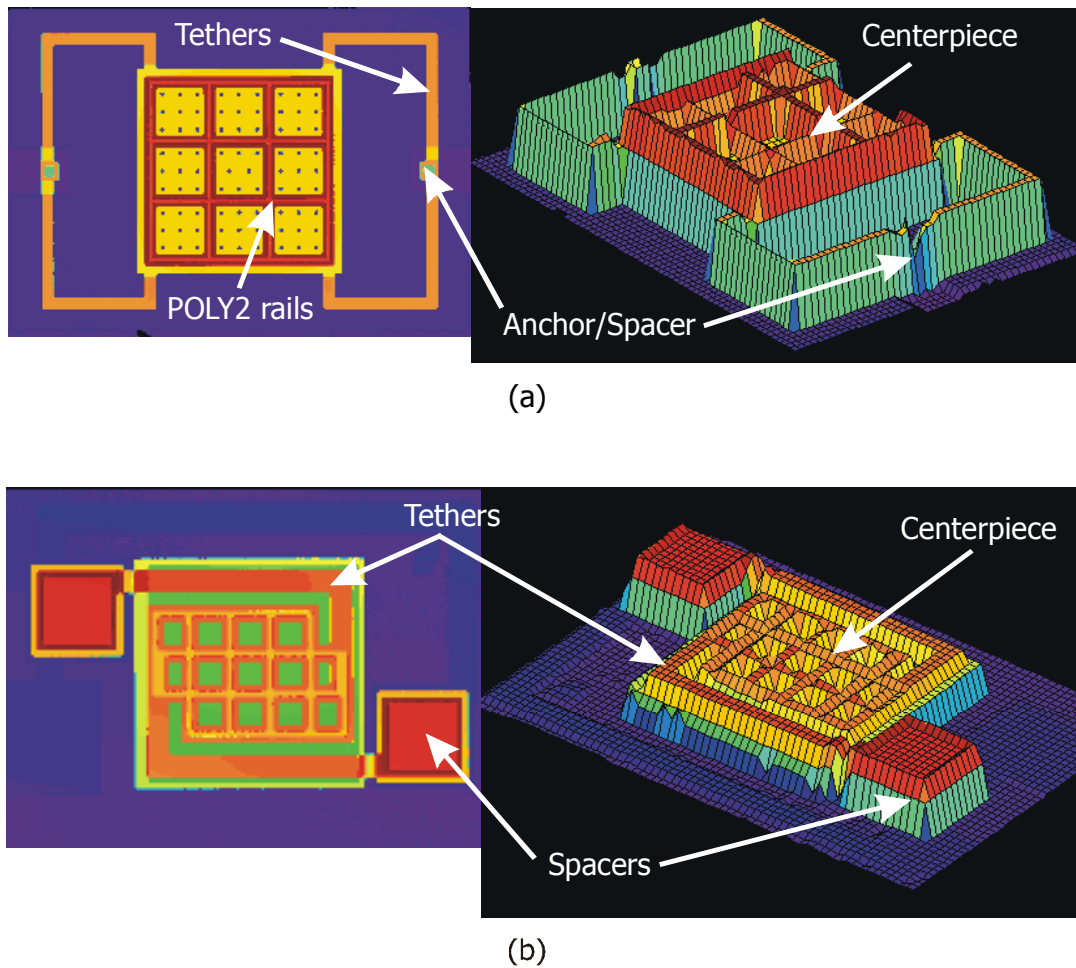 Tethers
Centerpiece
POLY2 rails
Anchor/Spacer
(a)
Tethers
Centerpiece
Spacers
(b)